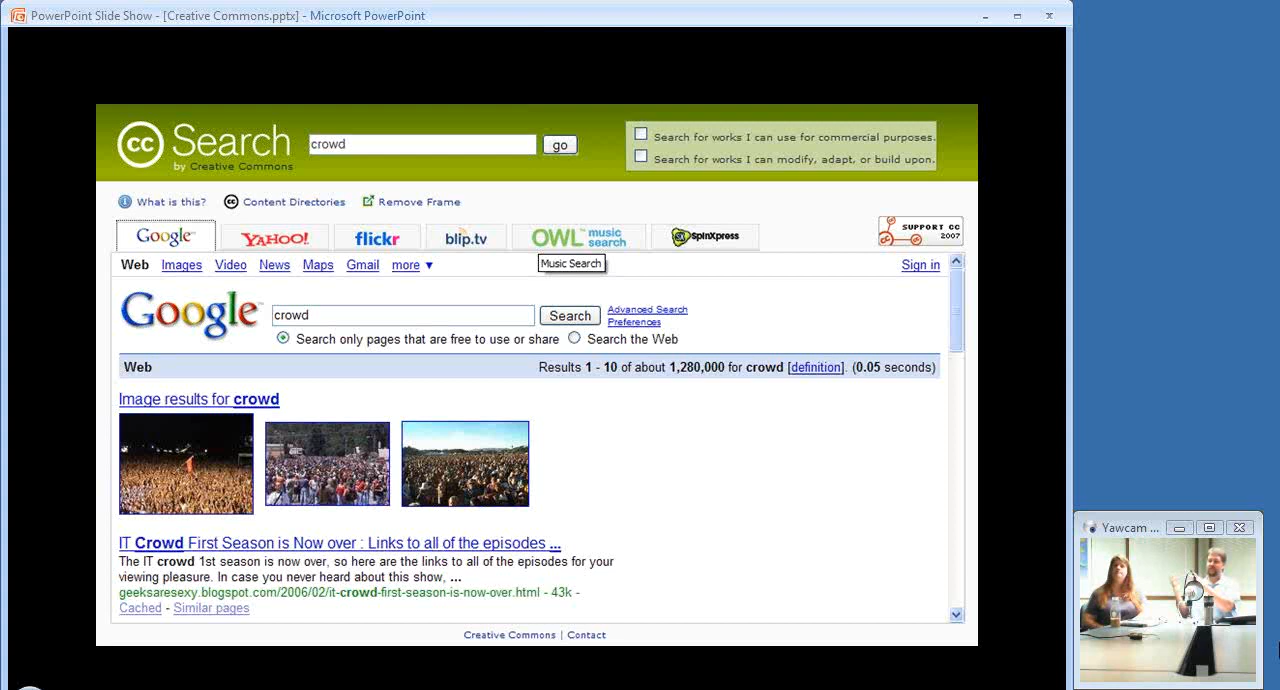 PowerPoint Slide Show - [Creative Commons.pptx] - Microsoft PowerPoint
cc Search
by Creative Commons
crowd
go
Search for works I can use for commercial purposes.
Search for works I can modify, adapt, or build upon.
What is this?
Content Directories
Remove Frame
Google™
YAHOO!
flickr
blip.tv
OWL™ music search
SpinXpress
SUPPORT CC
2007
Music Search
Web Images Video News Maps Gmail more ▼
Sign in
Google™
crowd
Search
Advanced Search
Preferences
Search only pages that are free to use or share
Search the Web
Web
Results 1 - 10 of about 1,280,000 for crowd [definition]. (0.05 seconds)
Image results for crowd
IT Crowd First Season is Now over : Links to all of the episodes ...
The IT crowd 1st season is now over, so here are the links to all of the episodes for your
viewing pleasure. In case you never heard about this show, ...
geeksaresexy.blogspot.com/2006/02/it-crowd-first-season-is-now-over.html - 43k -
Cached - Similar pages
Creative Commons | Contact
Yawcam ...